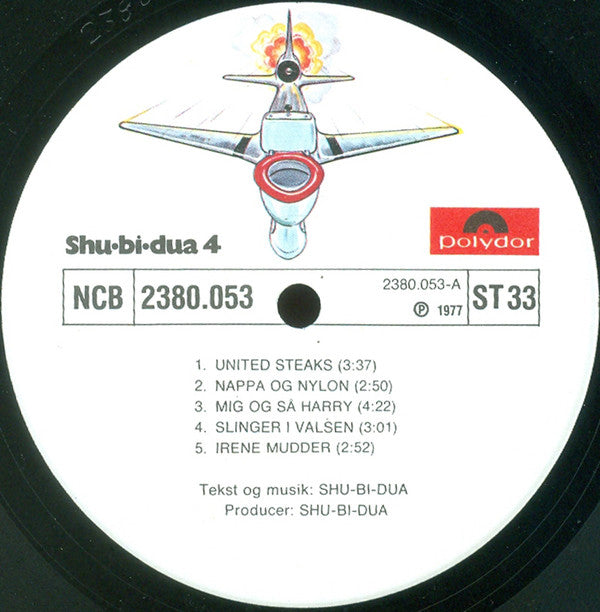 2380
Shu·bi·dua 4
polydor
NCB 2380.053 2380.053-A ST 33
Ⓟ 1977
1. UNITED STEAKS (3:37)
2. NAPPA OG NYLON (2:50)
3. MIG OG SÅ HARRY (4:22)
4. SLINGER I VALSEN (3:01)
5. IRENE MUDDER (2:52)
Tekst og musik: SHU-BI-DUA
Producer: SHU-BI-DUA